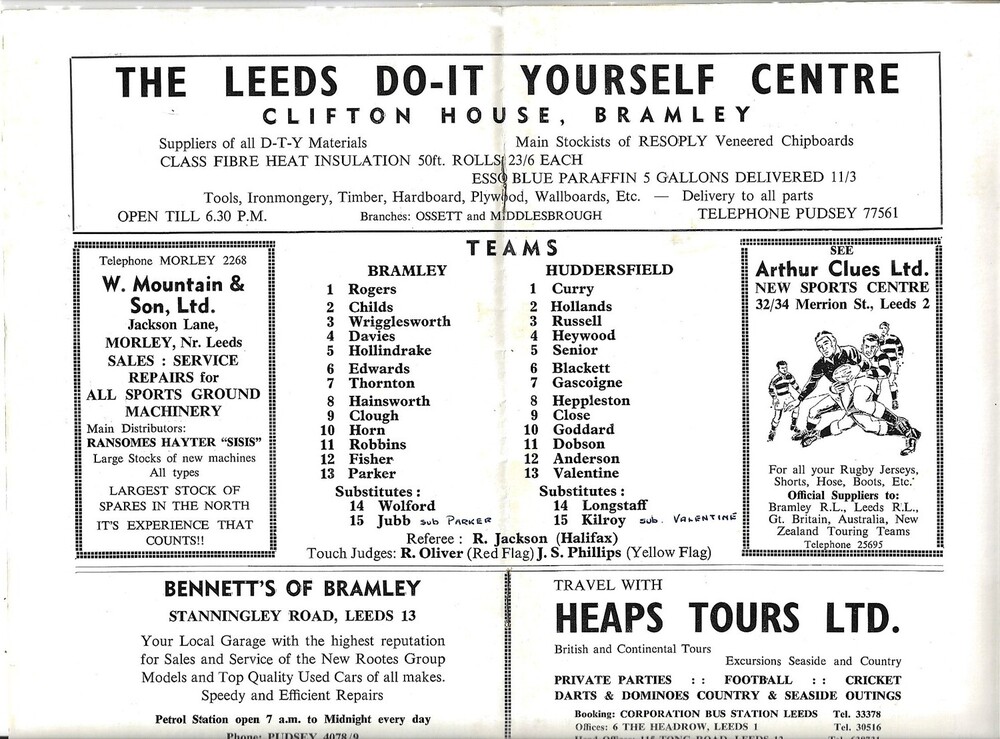 THE LEEDS DO-IT YOURSELF CENTRE
CLIFTON HOUSE, BRAMLEY
Suppliers of all D-T-Y Materials
Main Stockists of RESOPLY Veneered Chipboards
CLASS FIBRE HEAT INSULATION 50ft. ROLLS 23/6 EACH
ESSO BLUE PARAFFIN 5 GALLONS DELIVERED 11/3
Tools, Ironmongery, Timber, Hardboard, Plywood, Wallboards, Etc. — Delivery to all parts
OPEN TILL 6.30 P.M.
Branches: OSSETT and MIDDLESBROUGH
TELEPHONE PUDSEY 77561
Telephone MORLEY 2268
W. Mountain &
Son, Ltd.
Jackson Lane,
MORLEY, Nr. Leeds
SALES : SERVICE
REPAIRS for
ALL SPORTS GROUND
MACHINERY
Main Distributors:
RANSOMES HAYTER "SISIS"
Large Stocks of new machines
All types
LARGEST STOCK OF
SPARES IN THE NORTH
IT'S EXPERIENCE THAT
COUNTS!!
TEAMS
BRAMLEY
1 Rogers
2 Childs
3 Wrigglesworth
4 Davies
5 Hollindrake
6 Edwards
7 Thornton
8 Hainsworth
9 Clough
10 Horn
11 Robbins
12 Fisher
13 Parker
Substitutes :
14 Wolford
15 Jubb sub PARKER
HUDDERSFIELD
1 Curry
2 Hollands
3 Russell
4 Heywood
5 Senior
6 Blackett
7 Gascoigne
8 Heppleston
9 Close
10 Goddard
11 Dobson
12 Anderson
13 Valentine
Substitutes :
14 Longstaff
15 Kilroy sub. VALENTINE
Referee : R. Jackson (Halifax)
Touch Judges: R. Oliver (Red Flag) J. S. Phillips (Yellow Flag)
SEE
Arthur Clues Ltd.
NEW SPORTS CENTRE
32/34 Merrion St., Leeds 2
For all your Rugby Jerseys,
Shorts, Hose, Boots, Etc.
Official Suppliers to:
Bramley R.L., Leeds R.L.,
Gt. Britain, Australia, New
Zealand Touring Teams
Telephone 25695
BENNETT'S OF BRAMLEY
STANNINGLEY ROAD, LEEDS 13
Your Local Garage with the highest reputation
for Sales and Service of the New Rootes Group
Models and Top Quality Used Cars of all makes.
Speedy and Efficient Repairs
Petrol Station open 7 a.m. to Midnight every day
Phone: PUDSEY 4078/9
TRAVEL WITH
HEAPS TOURS LTD.
British and Continental Tours
Excursions Seaside and Country
PRIVATE PARTIES : : FOOTBALL : : CRICKET
DARTS & DOMINOES COUNTRY & SEASIDE OUTINGS
Booking: CORPORATION BUS STATION LEEDS Tel. 33378
Offices: 6 THE HEADROW, LEEDS 1 Tel. 30516